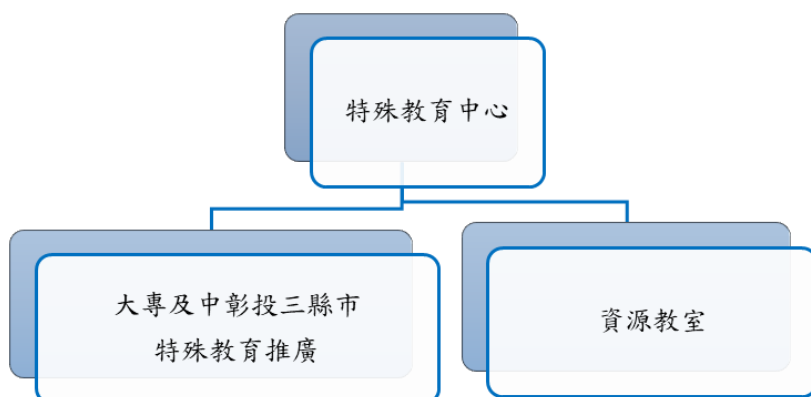 特殊教育中心
大專及中彰投三縣市
特殊教育推廣
資源教室